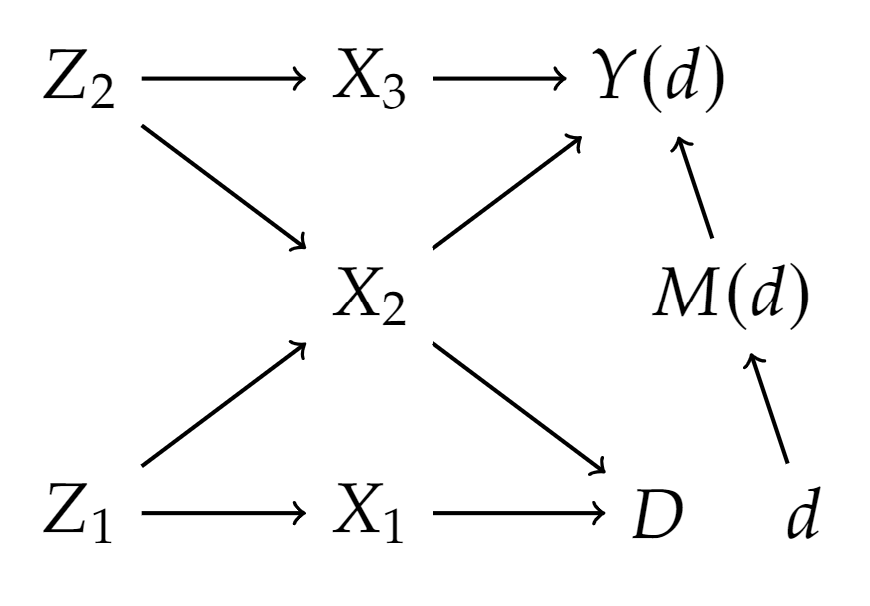 Z₂ X₃ Y(d)
X₂ M(d)
Z₁ X₁ D d